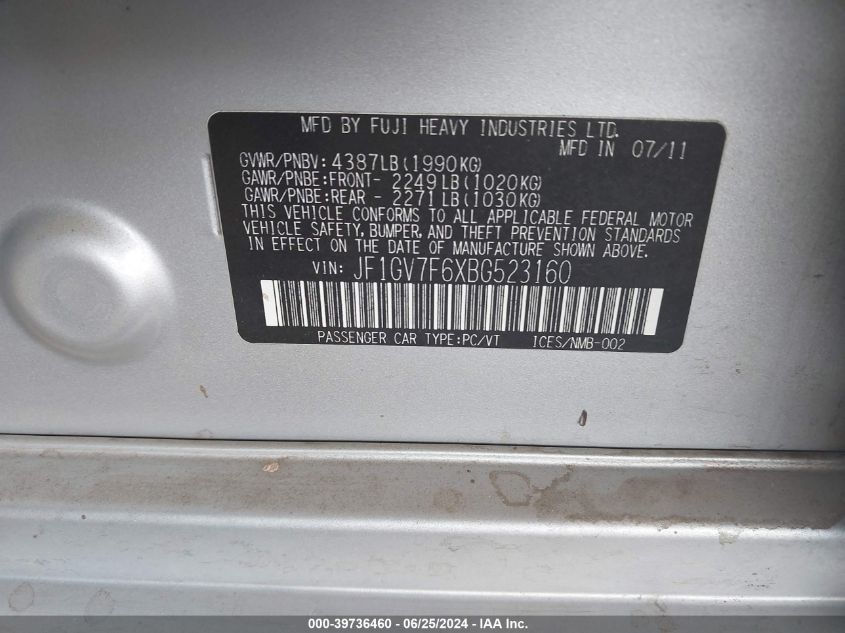 MFD BY FUJI HEAVY INDUSTRIES LTD.
MFD IN 07/11
GVWR/PNBV: 4387LB(1990KG)
GAWR/PNBE:FRONT- 2249LB(1020KG)
GAWR/PNBE:REAR - 2271LB(1030KG)
THIS VEHICLE CONFORMS TO ALL APPLICABLE FEDERAL MOTOR
VEHICLE SAFETY, BUMPER, AND THEFT PREVENTION STANDARDS
IN EFFECT ON THE DATE OF MANUFACTURE SHOWN ABOVE.
VIN: JF1GV7F6XBG523160
PASSENGER CAR TYPE:PC/VT ICES/NMB-002
000-39736460 - 06/25/2024 - IAA Inc.